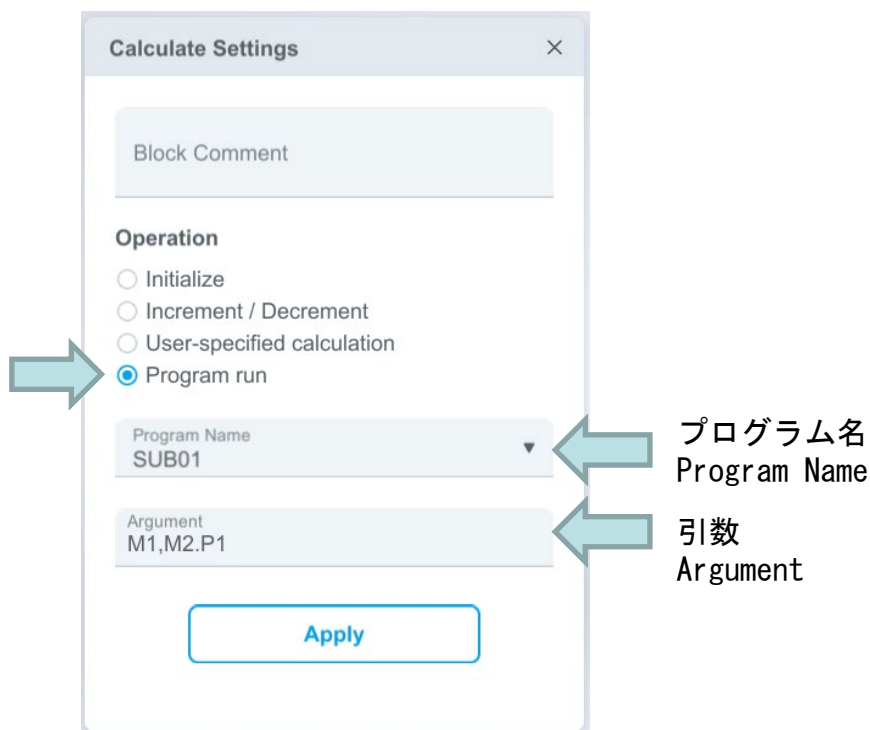 Calculate Settings
Block Comment
Operation
Initialize
Increment / Decrement
User-specified calculation
Program run
Program Name
SUB01
プログラム名
Program Name
Argument
M1,M2.P1
引数
Argument
Apply